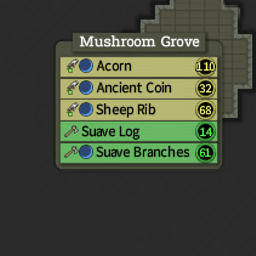 Mushroom Grove
Acorn 110
Ancient Coin 32
Sheep Rib 68
Suave Log 14
Suave Branches 61